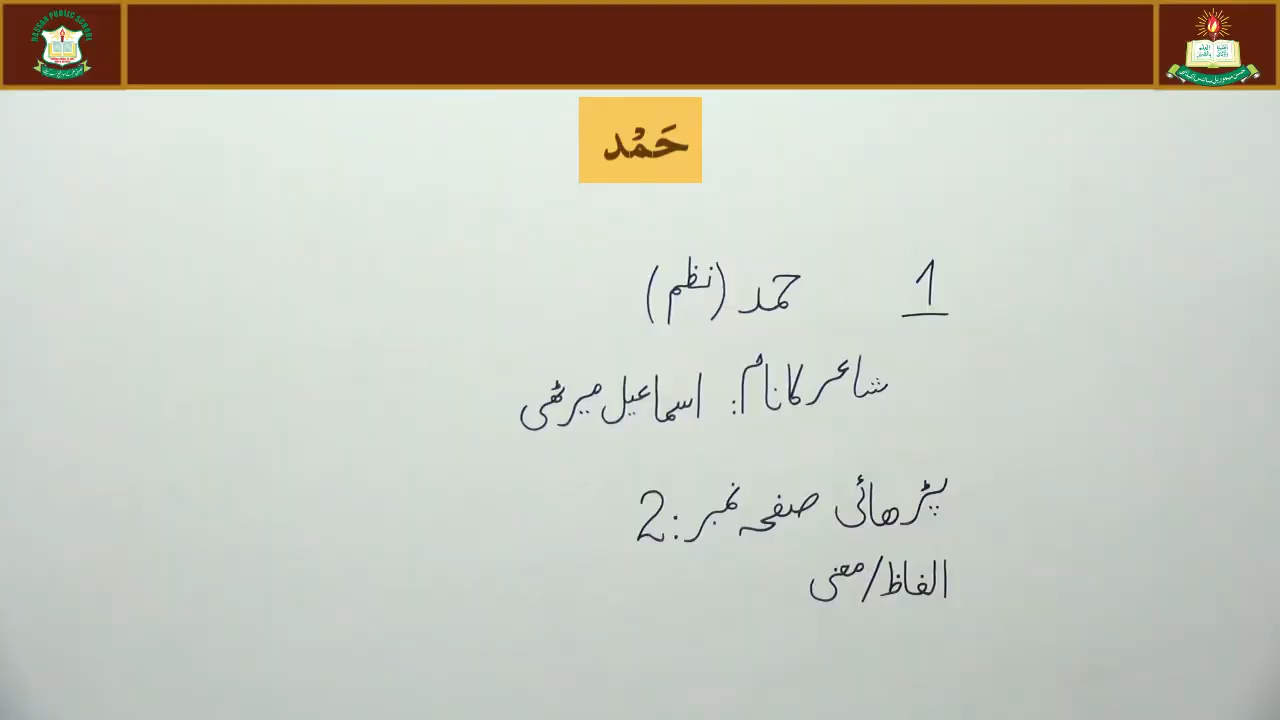 حَمْد
1 حمد (نظم)
شاعر کا نام: اسماعیل میرٹھی
پڑھائی صفحہ نمبر: 2
الفاظ/معنی